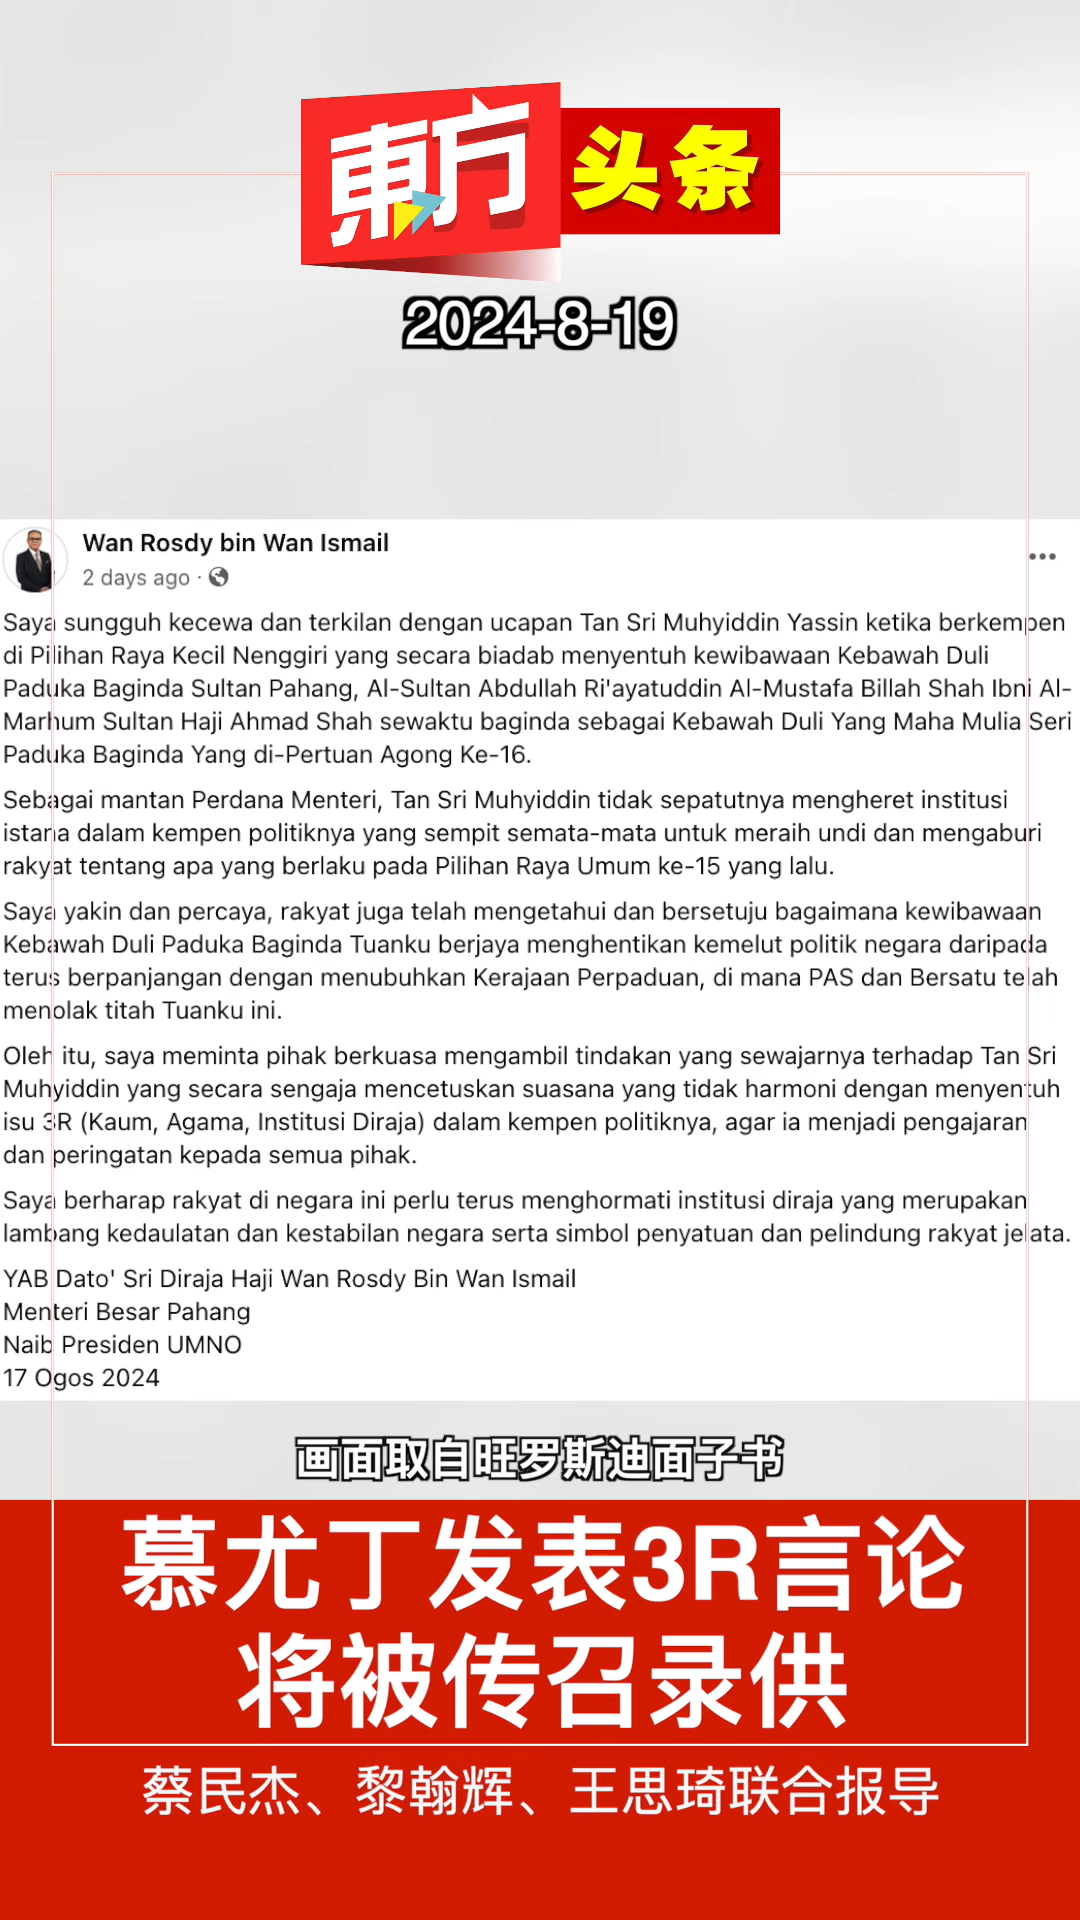 東方头条
2024-8-19
Wan Rosdy bin Wan Ismail
2 days ago ·
Saya sungguh kecewa dan terkilan dengan ucapan Tan Sri Muhyiddin Yassin ketika berkempen
di Pilihan Raya Kecil Nenggiri yang secara biadab menyentuh kewibawaan Kebawah Duli
Paduka Baginda Sultan Pahang, Al-Sultan Abdullah Ri'ayatuddin Al-Mustafa Billah Shah Ibni Al-
Marhum Sultan Haji Ahmad Shah sewaktu baginda sebagai Kebawah Duli Yang Maha Mulia Seri
Paduka Baginda Yang di-Pertuan Agong Ke-16.
Sebagai mantan Perdana Menteri, Tan Sri Muhyiddin tidak sepatutnya mengheret institusi
istana dalam kempen politiknya yang sempit semata-mata untuk meraih undi dan mengaburi
rakyat tentang apa yang berlaku pada Pilihan Raya Umum ke-15 yang lalu.
Saya yakin dan percaya, rakyat juga telah mengetahui dan bersetuju bagaimana kewibawaan
Kebawah Duli Paduka Baginda Tuanku berjaya menghentikan kemelut politik negara daripada
terus berpanjangan dengan menubuhkan Kerajaan Perpaduan, di mana PAS dan Bersatu telah
menolak titah Tuanku ini.
Oleh itu, saya meminta pihak berkuasa mengambil tindakan yang sewajarnya terhadap Tan Sri
Muhyiddin yang secara sengaja mencetuskan suasana yang tidak harmoni dengan menyentuh
isu 3R (Kaum, Agama, Institusi Diraja) dalam kempen politiknya, agar ia menjadi pengajaran
dan peringatan kepada semua pihak.
Saya berharap rakyat di negara ini perlu terus menghormati institusi diraja yang merupakan
lambang kedaulatan dan kestabilan negara serta simbol penyatuan dan pelindung rakyat jelata.
YAB Dato' Sri Diraja Haji Wan Rosdy Bin Wan Ismail
Menteri Besar Pahang
Naib Presiden UMNO
17 Ogos 2024
画面取自旺罗斯迪面子书
慕尤丁发表3R言论
将被传召录供
蔡民杰、黎翰辉、王思琦联合报导